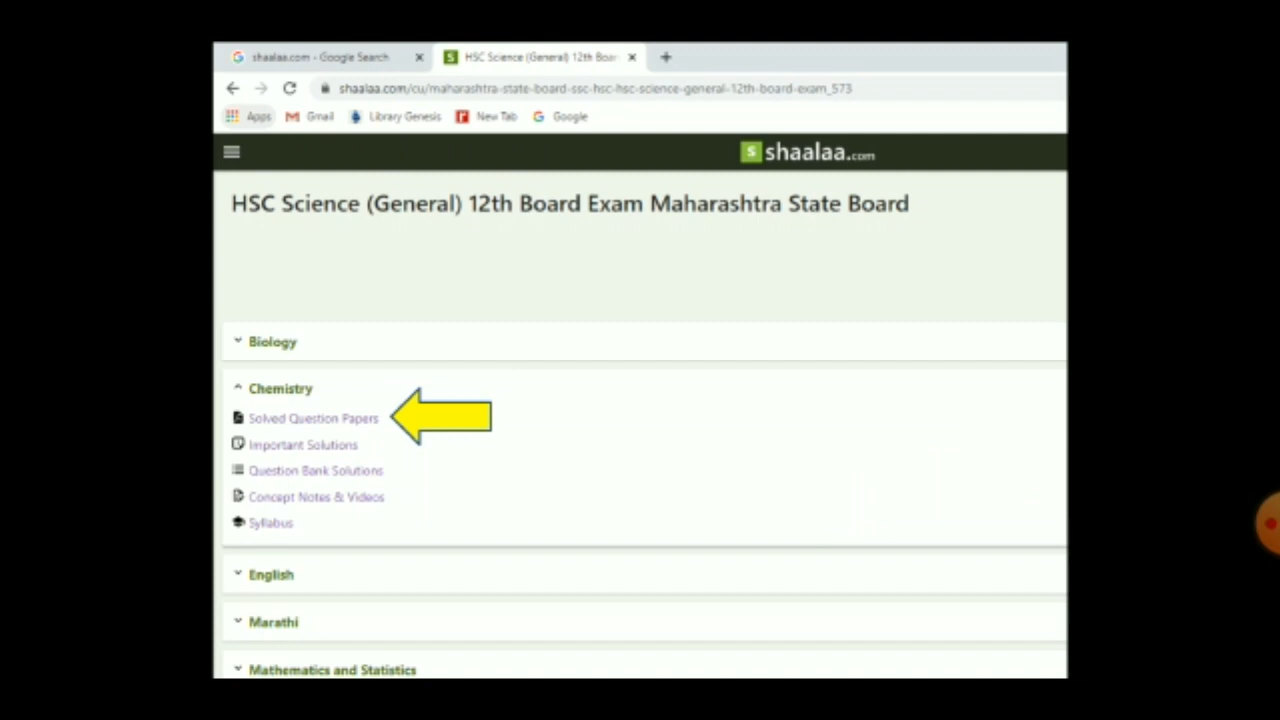 shaalaa.com - Google Search
HSC Science (General) 12th Boar
shaalaa.com/cu/maharashtra-state-board-ssc-hsc-hsc-science-general-12th-board-exam_573
Apps Gmail Library Genesis New Tab Google
S shaalaa.com
HSC Science (General) 12th Board Exam Maharashtra State Board
Biology
Chemistry
Solved Question Papers
Important Solutions
Question Bank Solutions
Concept Notes & Videos
Syllabus
English
Marathi
Mathematics and Statistics